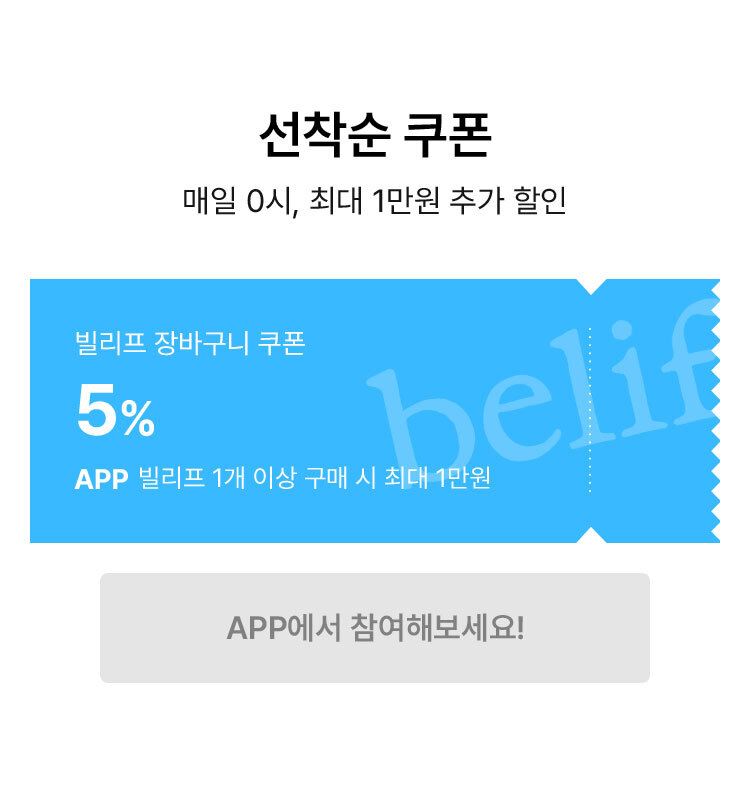 선착순 쿠폰
매일 0시, 최대 1만원 추가 할인
빌리프 장바구니 쿠폰
5%
APP 빌리프 1개 이상 구매 시 최대 1만원
belif
APP에서 참여해보세요!